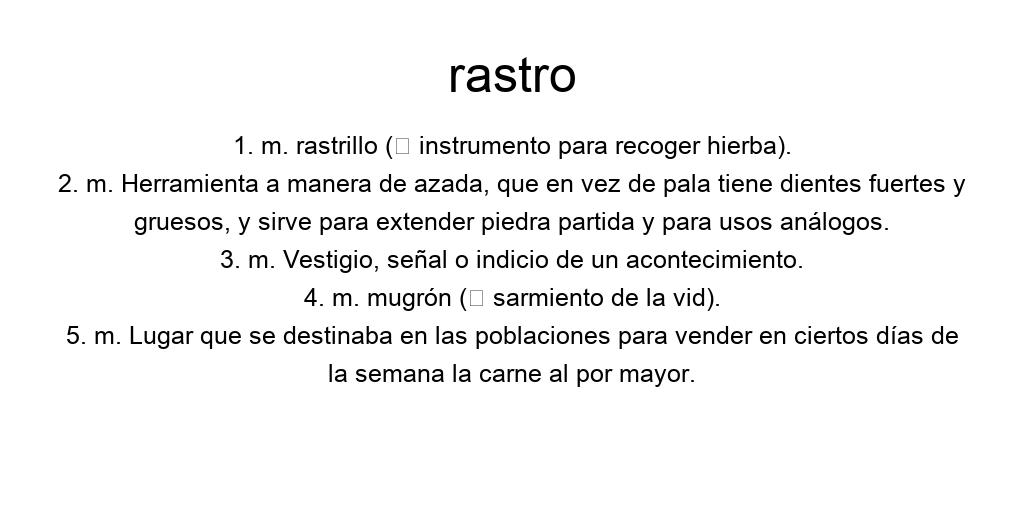 rastro
1. m. rastrillo (□ instrumento para recoger hierba).
2. m. Herramienta a manera de azada, que en vez de pala tiene dientes fuertes y
gruesos, y sirve para extender piedra partida y para usos análogos.
3. m. Vestigio, señal o indicio de un acontecimiento.
4. m. mugrón (□ sarmiento de la vid).
5. m. Lugar que se destinaba en las poblaciones para vender en ciertos días de
la semana la carne al por mayor.